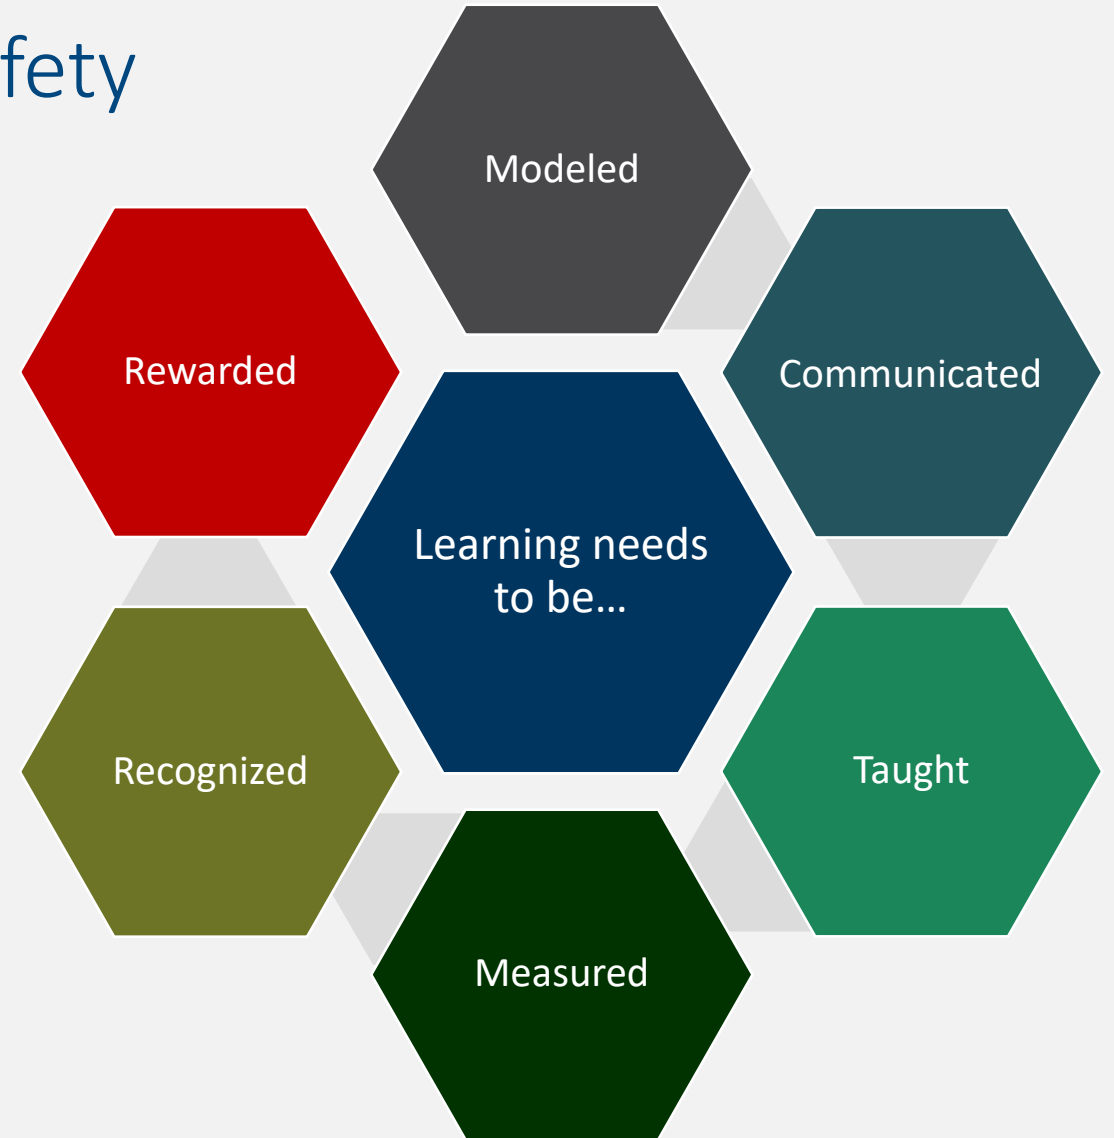 fety
Modeled
Communicated
Taught
Measured
Recognized
Rewarded
Learning needs
to be…